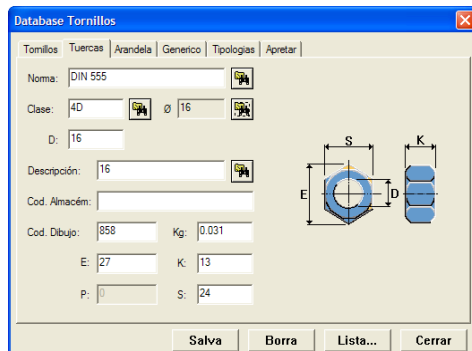 Database Tornillos
Tornillos Tuercas Arandela Generico Tipologias Apretar
Norma: DIN 555
Clase: 4D Ø 16
D: 16
Descripción: 16
Cod. Almacém:
Cod. Dibujo: 858 Kg: 0.031
E: 27 K: 13
P: 0 S: 24
S K
E D
Salva Borra Lista... Cerrar